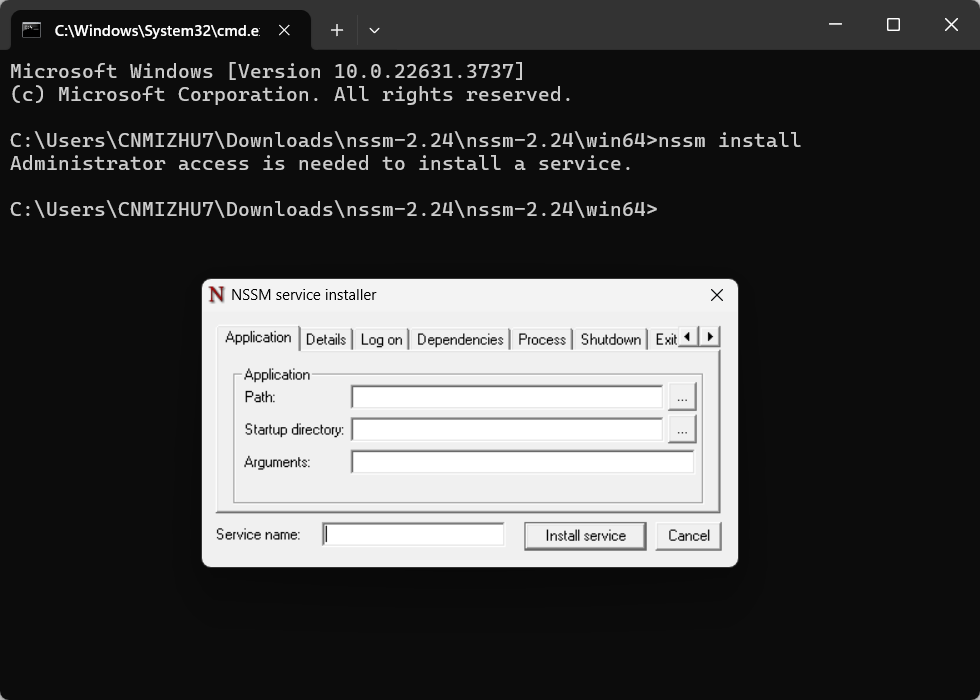 C:\Windows\System32\cmd.e
Microsoft Windows [Version 10.0.22631.3737]
(c) Microsoft Corporation. All rights reserved.
C:\Users\CNMIZHU7\Downloads\nssm-2.24\nssm-2.24\win64>nssm install
Administrator access is needed to install a service.
C:\Users\CNMIZHU7\Downloads\nssm-2.24\nssm-2.24\win64>
N NSSM service installer
Application Details Log on Dependencies Process Shutdown Exit
Application
Path: ...
Startup directory: ...
Arguments:
Service name: Install service Cancel